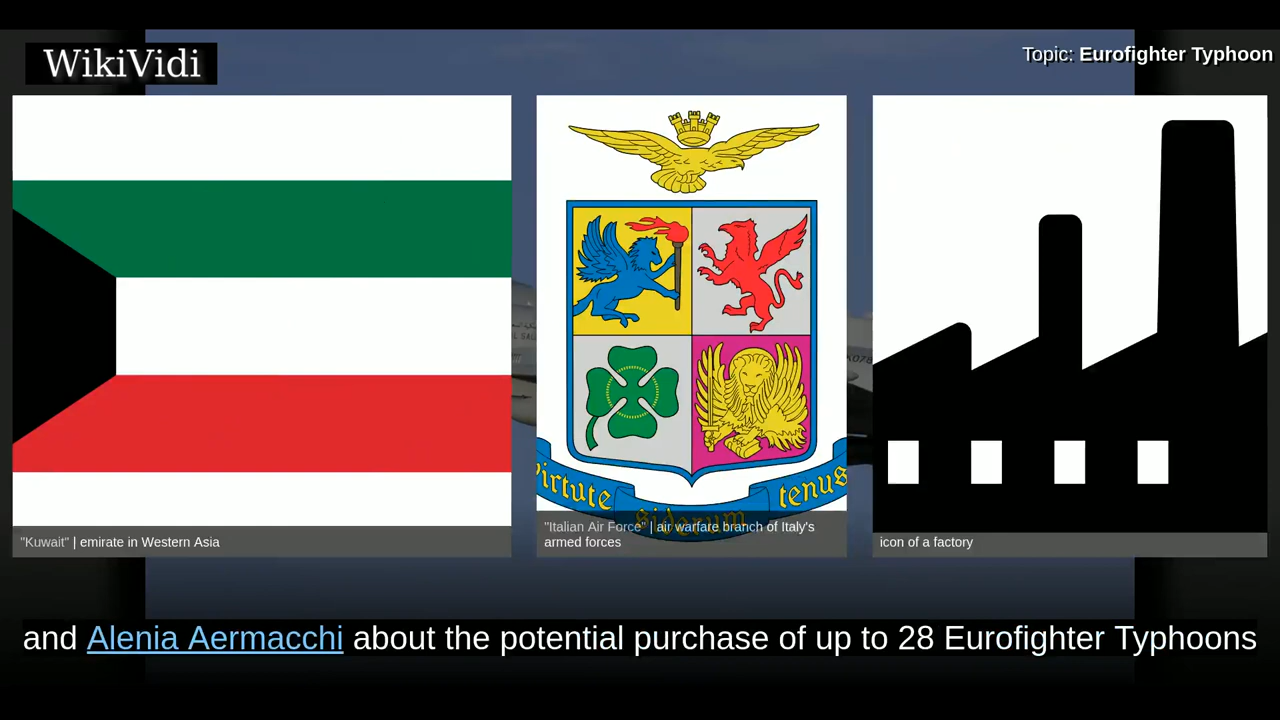 WikiVidi
Topic: Eurofighter Typhoon
virtute
siderum
tenus
"Kuwait" | emirate in Western Asia
"Italian Air Force" | air warfare branch of Italy's
armed forces
icon of a factory
and Alenia Aermacchi about the potential purchase of up to 28 Eurofighter Typhoons